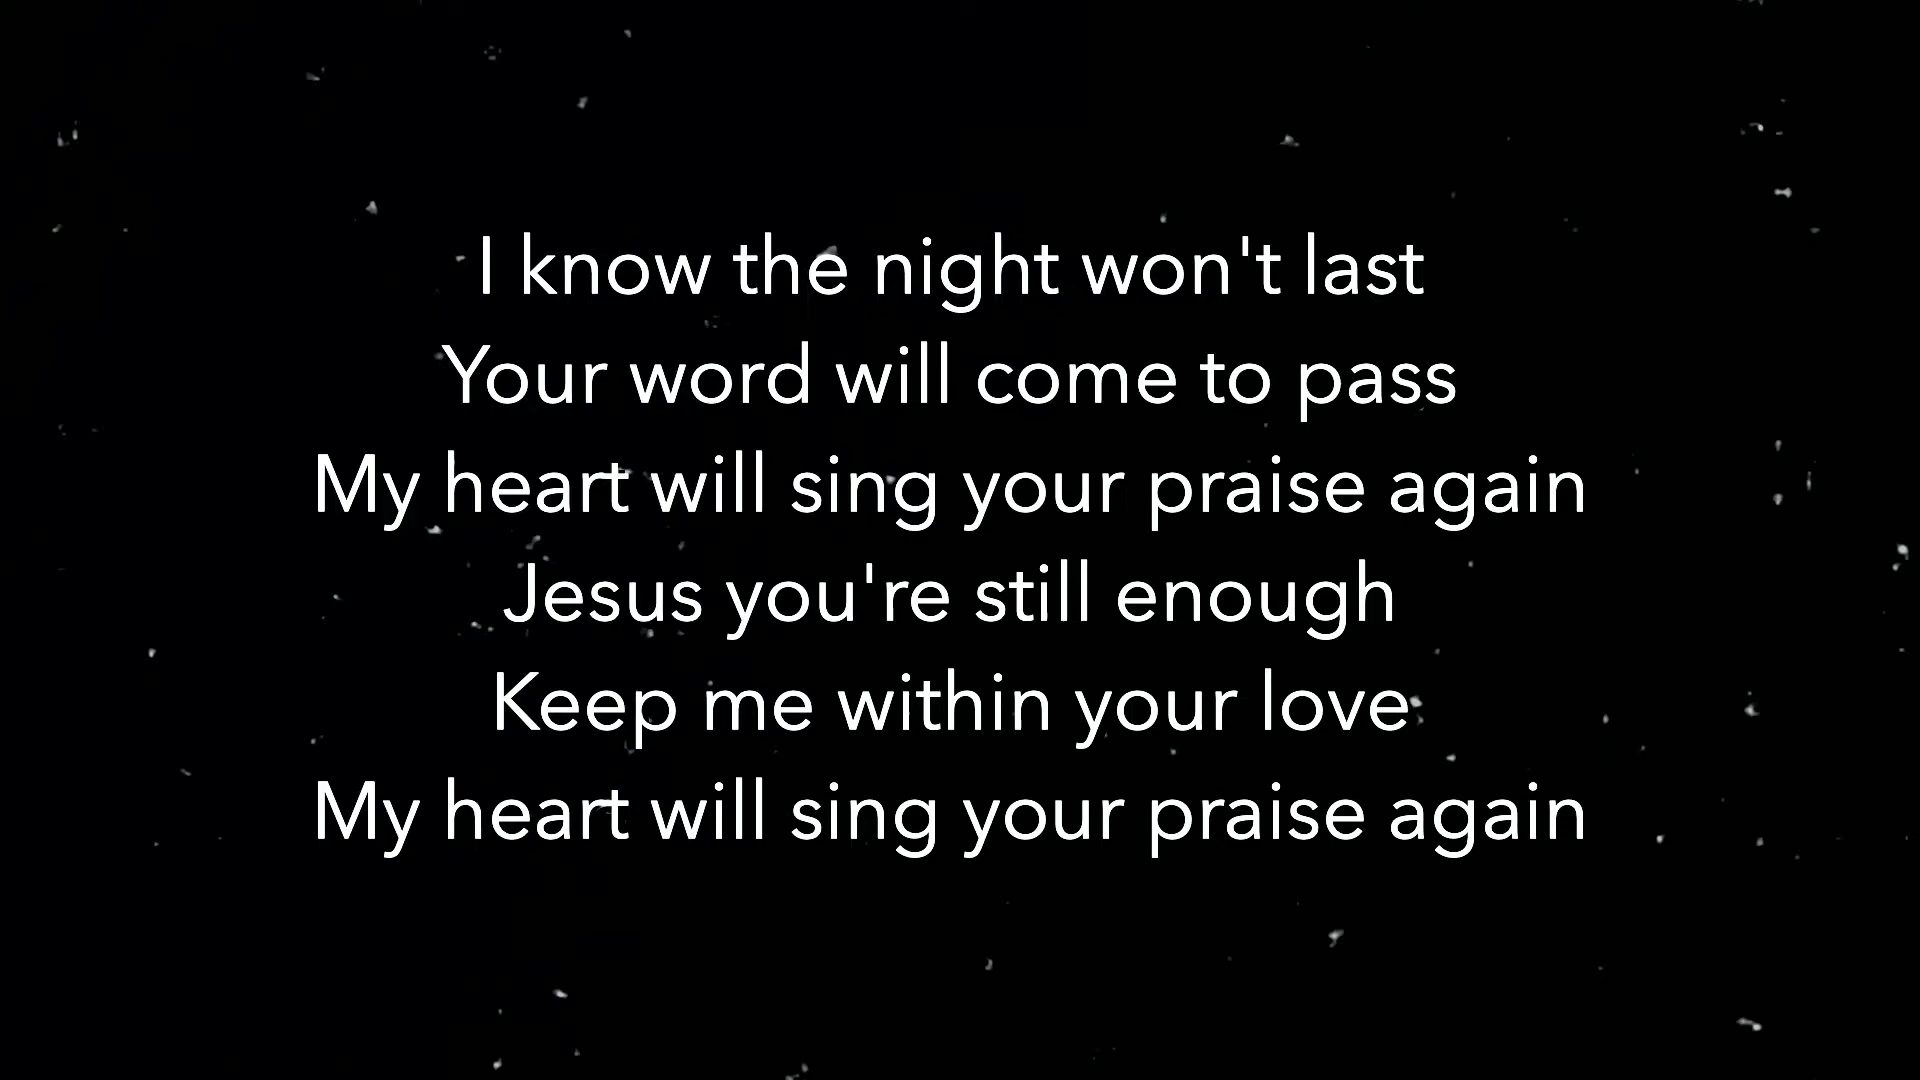 I know the night won't last
Your word will come to pass
My heart will sing your praise again
Jesus you're still enough
Keep me within your love
My heart will sing your praise again